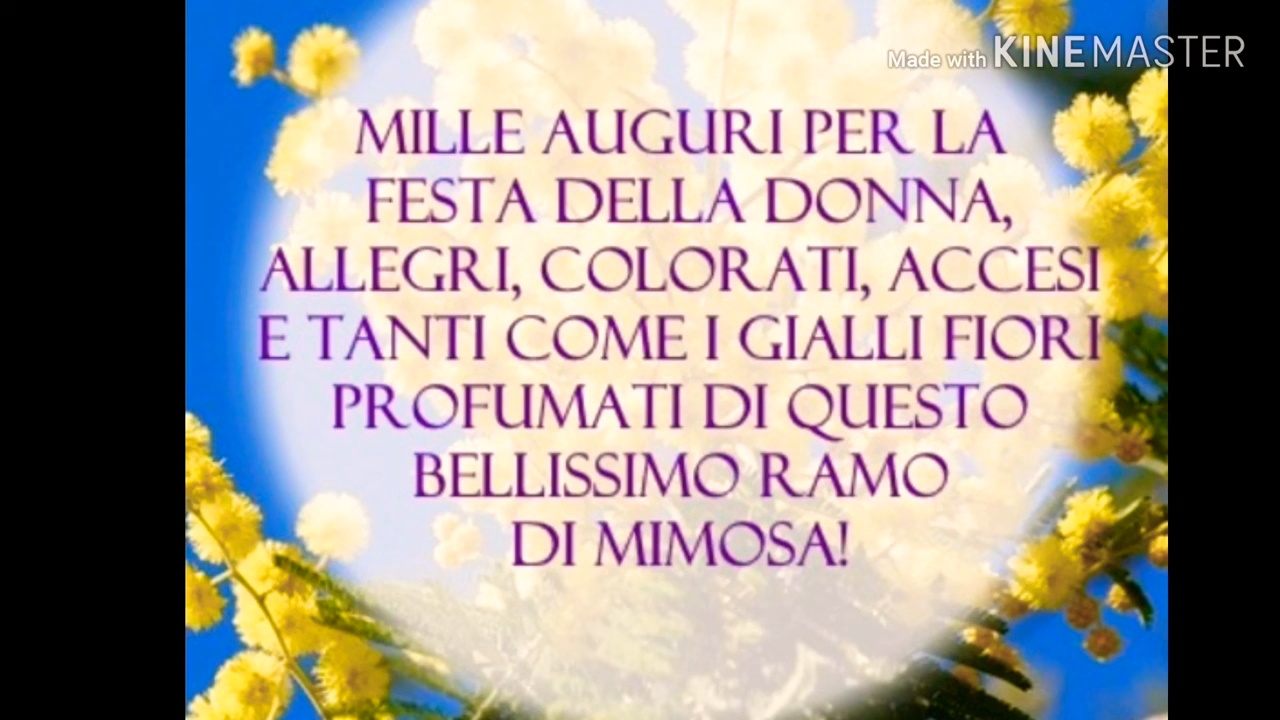 Made with KINEMASTER
MILLE AUGURI PER LA
FESTA DELLA DONNA,
ALLEGRI, COLORATI, ACCESI
E TANTI COME I GIALLI FIORI
PROFUMATI DI QUESTO
BELLISSIMO RAMO
DI MIMOSA!